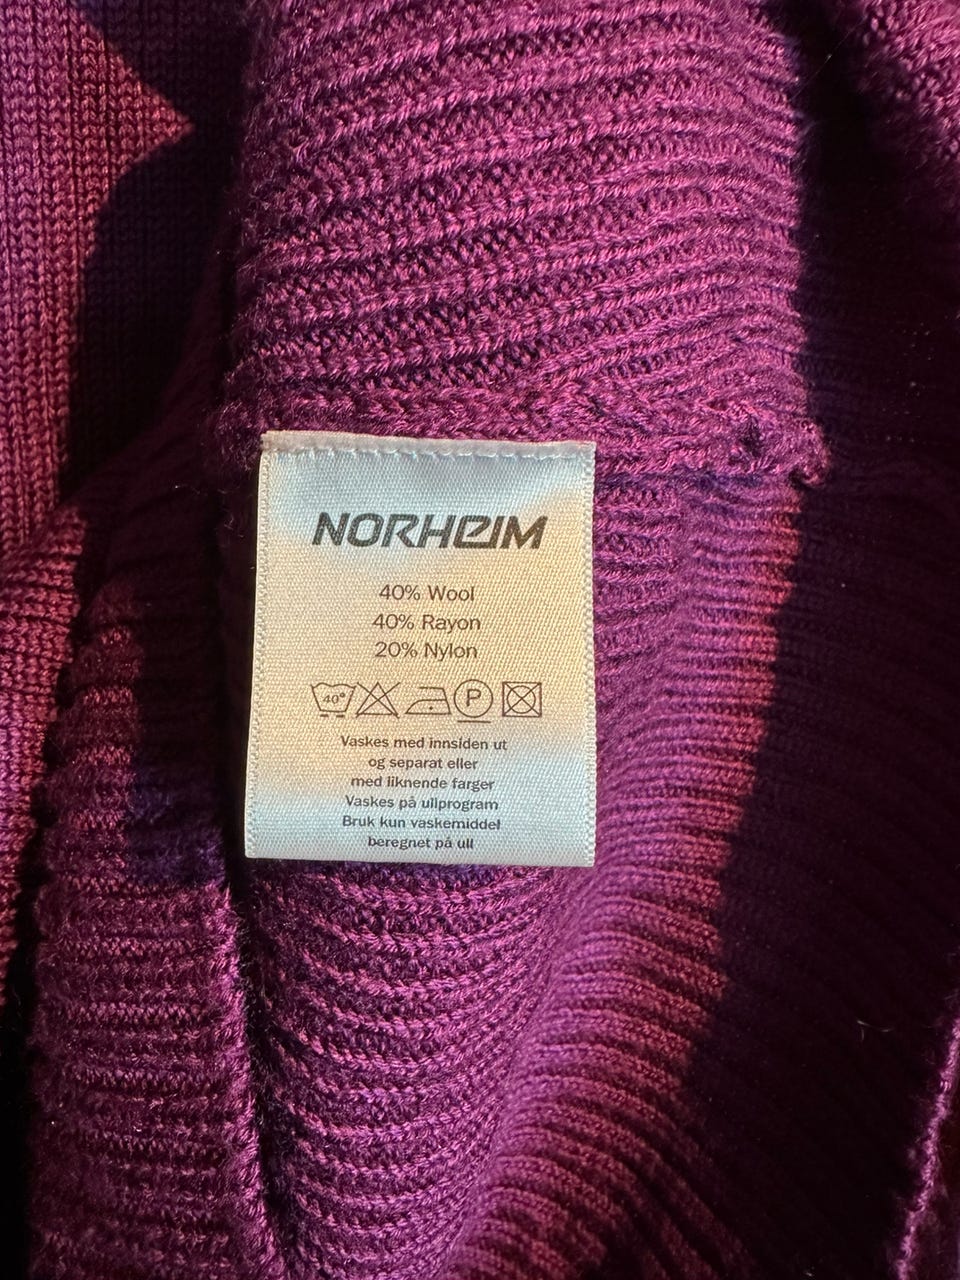 NORHEIM
40% Wool
40% Rayon
20% Nylon
40° P
Vaskes med innsiden ut
og separat eller
med liknende farger
Vaskes på ullprogram
Bruk kun vaskemiddel
beregnet på ull